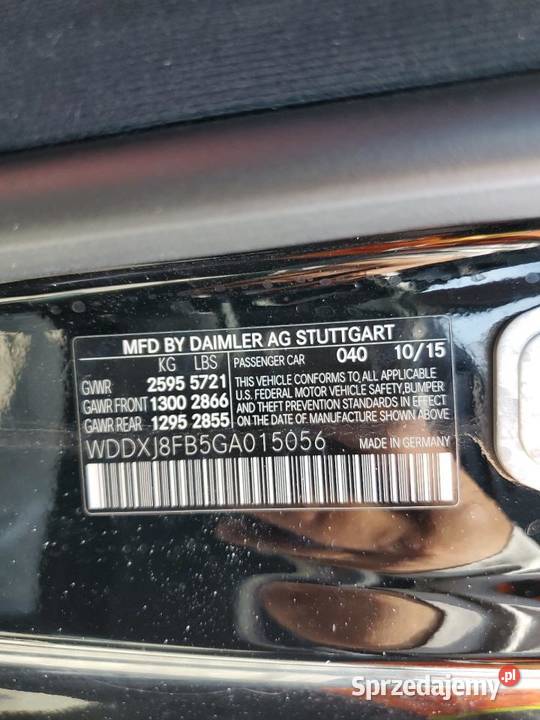 MFD BY DAIMLER AG STUTTGART
KG LBS PASSENGER CAR 040 10/15
GVWR 2595 5721
GAWR FRONT 1300 2866
GAWR REAR 1295 2855
THIS VEHICLE CONFORMS TO ALL APPLICABLE
U.S. FEDERAL MOTOR VEHICLE SAFETY, BUMPER
AND THEFT PREVENTION STANDARDS IN EFFECT
ON THE DATE OF MANUFACTURE SHOWN ABOVE
WDDXJ8FB5GA015056 MADE IN GERMANY
Sprzedajemy.pl